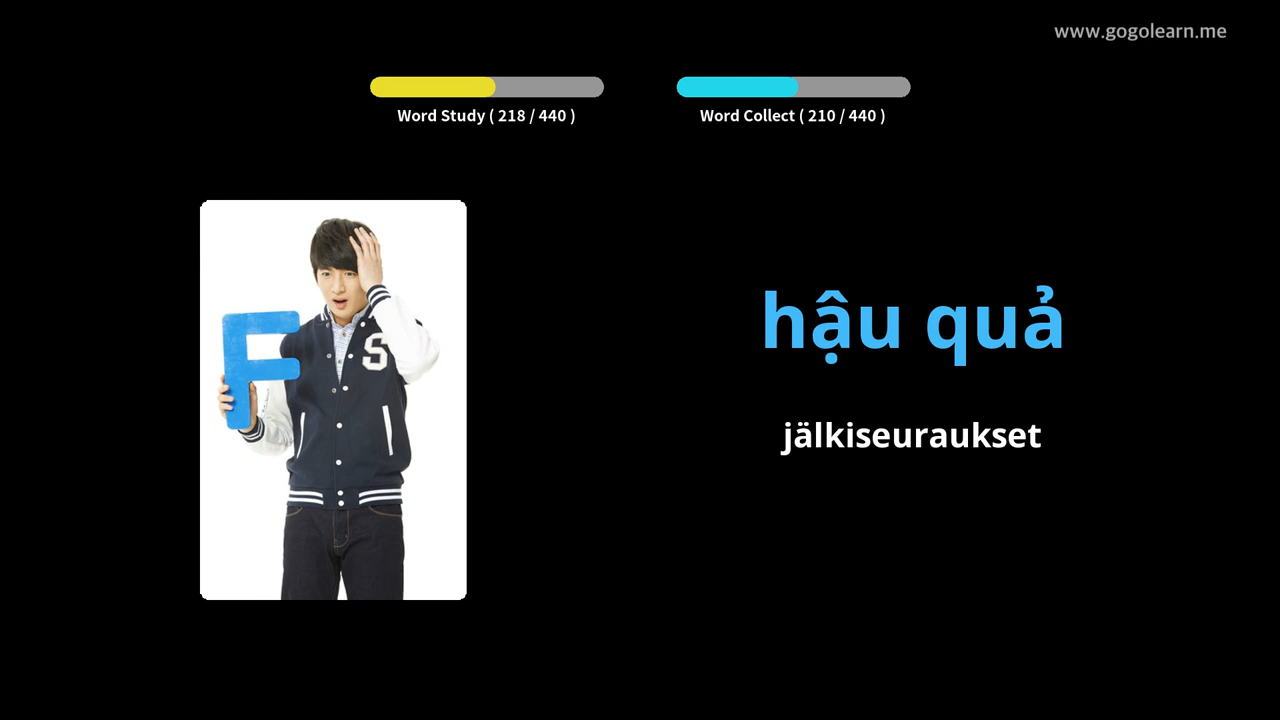 www.gogolearn.me
Word Study ( 218 / 440 )
Word Collect ( 210 / 440 )
F
S
hậu quả
jälkiseuraukset